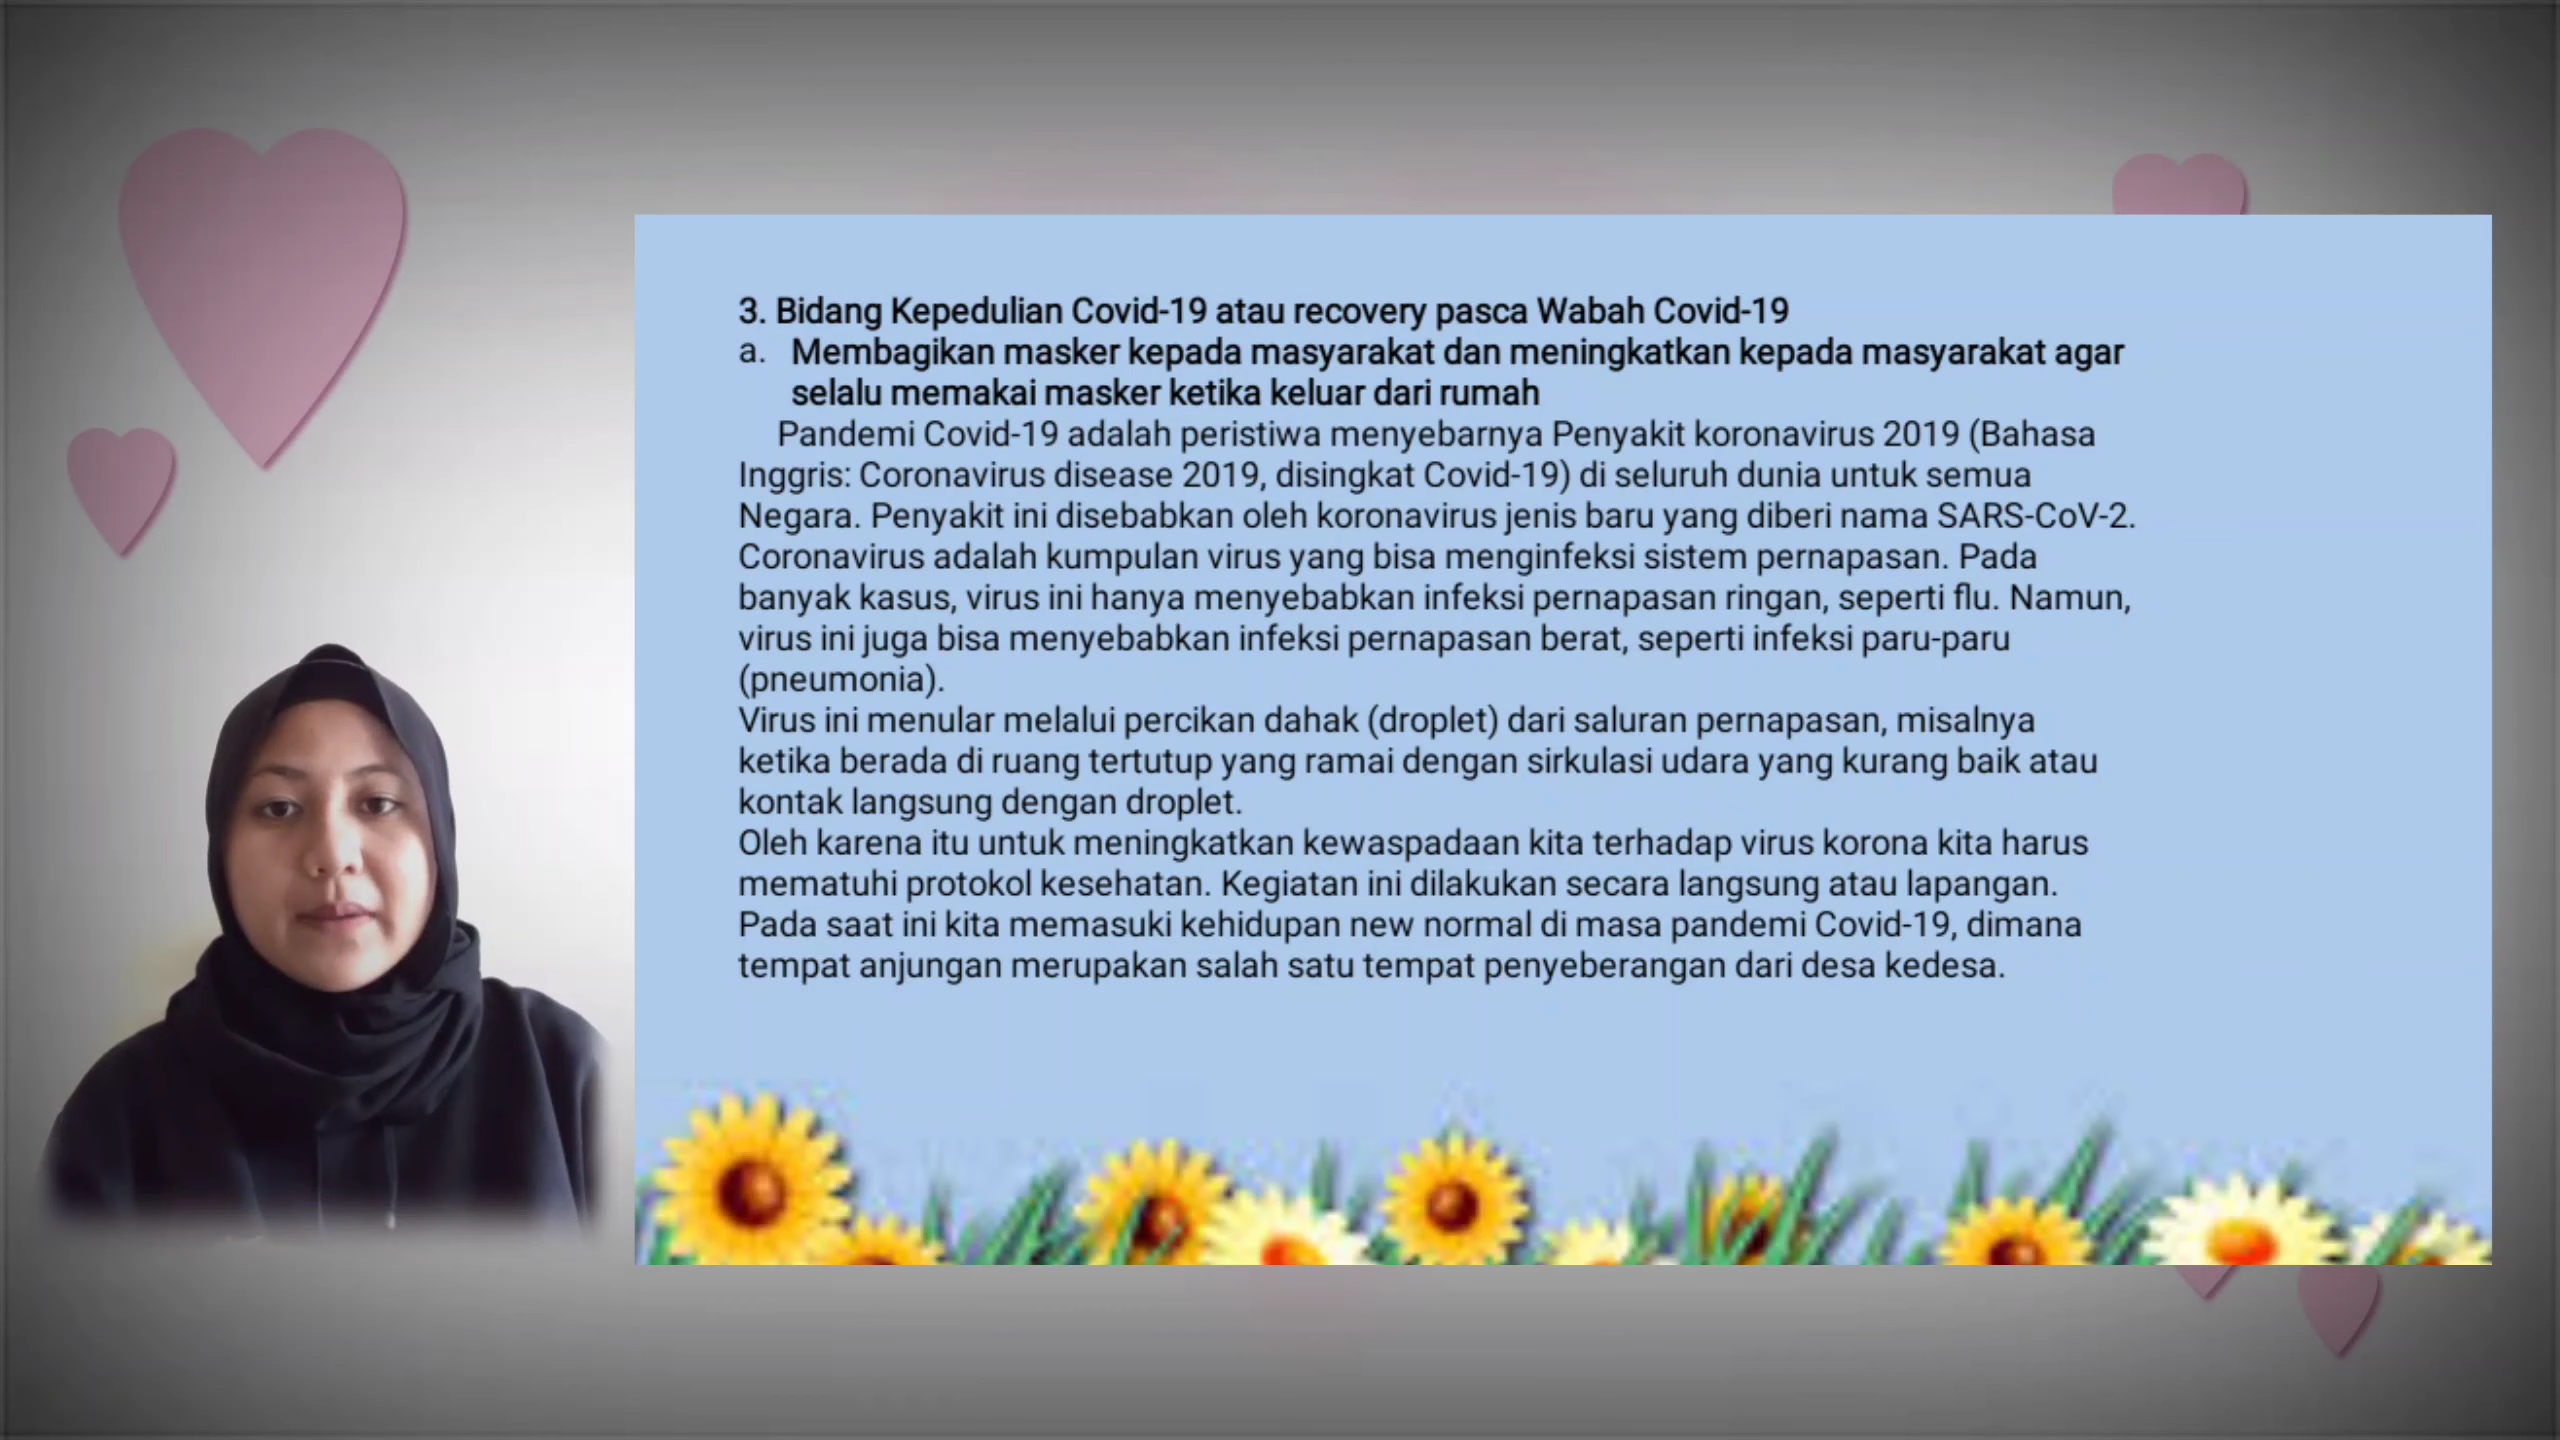 3. Bidang Kepedulian Covid-19 atau recovery pasca Wabah Covid-19
a. Membagikan masker kepada masyarakat dan meningkatkan kepada masyarakat agar
selalu memakai masker ketika keluar dari rumah
Pandemi Covid-19 adalah peristiwa menyebarnya Penyakit koronavirus 2019 (Bahasa
Inggris: Coronavirus disease 2019, disingkat Covid-19) di seluruh dunia untuk semua
Negara. Penyakit ini disebabkan oleh koronavirus jenis baru yang diberi nama SARS-CoV-2.
Coronavirus adalah kumpulan virus yang bisa menginfeksi sistem pernapasan. Pada
banyak kasus, virus ini hanya menyebabkan infeksi pernapasan ringan, seperti flu. Namun,
virus ini juga bisa menyebabkan infeksi pernapasan berat, seperti infeksi paru-paru
(pneumonia).
Virus ini menular melalui percikan dahak (droplet) dari saluran pernapasan, misalnya
ketika berada di ruang tertutup yang ramai dengan sirkulasi udara yang kurang baik atau
kontak langsung dengan droplet.
Oleh karena itu untuk meningkatkan kewaspadaan kita terhadap virus korona kita harus
mematuhi protokol kesehatan. Kegiatan ini dilakukan secara langsung atau lapangan.
Pada saat ini kita memasuki kehidupan new normal di masa pandemi Covid-19, dimana
tempat anjungan merupakan salah satu tempat penyeberangan dari desa kedesa.